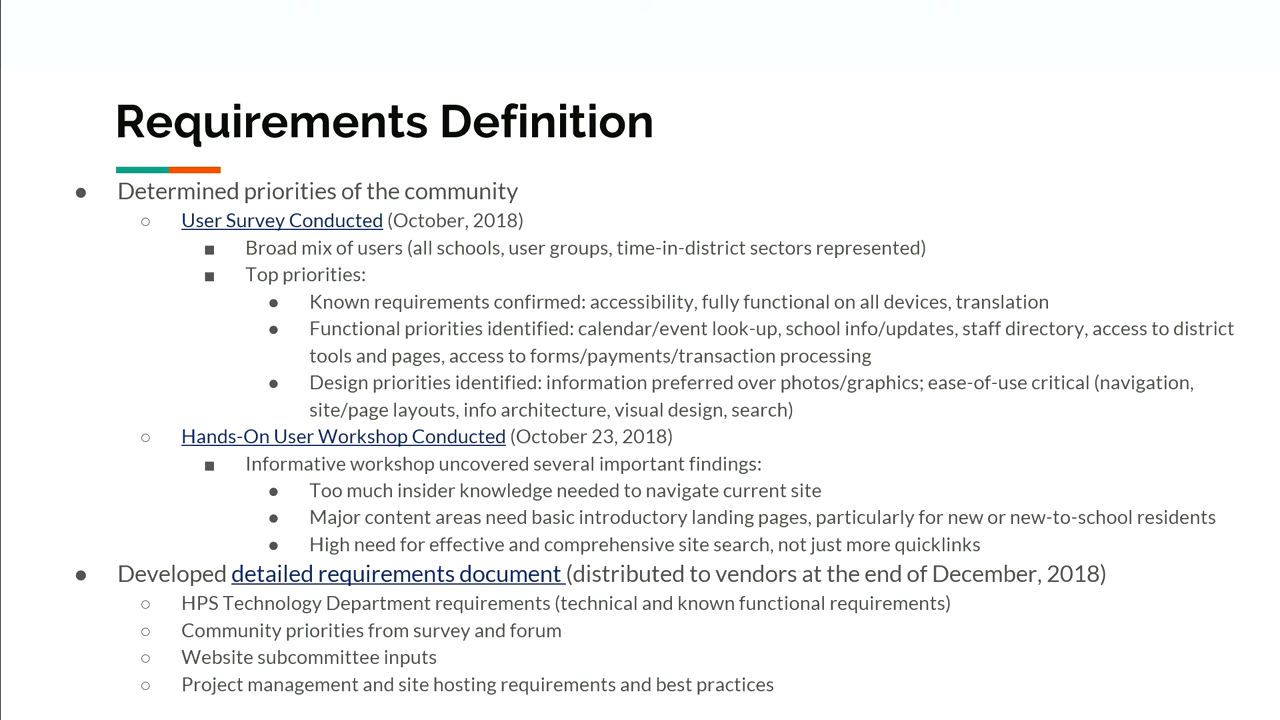 Requirements Definition
● Determined priorities of the community
○ User Survey Conducted (October, 2018)
■ Broad mix of users (all schools, user groups, time-in-district sectors represented)
■ Top priorities:
● Known requirements confirmed: accessibility, fully functional on all devices, translation
● Functional priorities identified: calendar/event look-up, school info/updates, staff directory, access to district
tools and pages, access to forms/payments/transaction processing
● Design priorities identified: information preferred over photos/graphics; ease-of-use critical (navigation,
site/page layouts, info architecture, visual design, search)
○ Hands-On User Workshop Conducted (October 23, 2018)
■ Informative workshop uncovered several important findings:
● Too much insider knowledge needed to navigate current site
● Major content areas need basic introductory landing pages, particularly for new or new-to-school residents
● High need for effective and comprehensive site search, not just more quicklinks
● Developed detailed requirements document (distributed to vendors at the end of December, 2018)
○ HPS Technology Department requirements (technical and known functional requirements)
○ Community priorities from survey and forum
○ Website subcommittee inputs
○ Project management and site hosting requirements and best practices